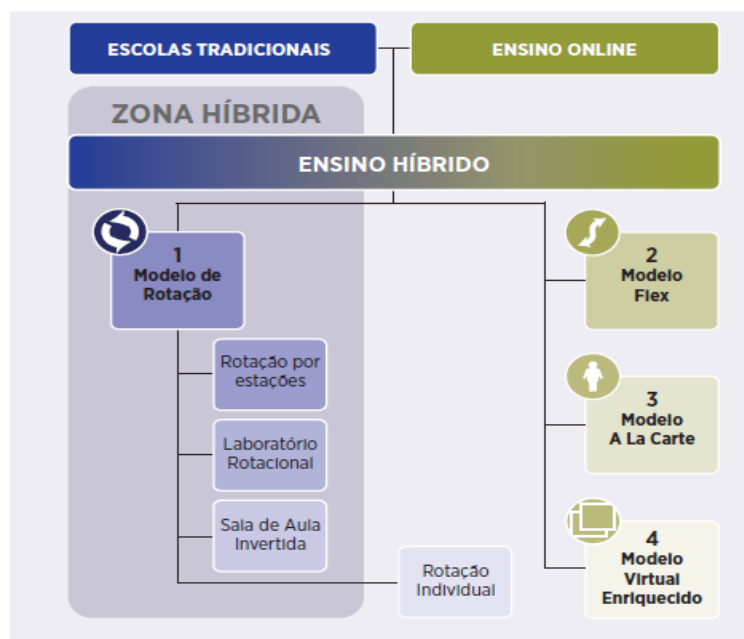 ESCOLAS TRADICIONAIS
ENSINO ONLINE
ZONA HÍBRIDA
ENSINO HÍBRIDO
1
Modelo de
Rotação
Rotação por
estações
Laboratório
Rotacional
Sala de Aula
Invertida
Rotação
Individual
2
Modelo
Flex
3
Modelo
A La Carte
4
Modelo
Virtual
Enriquecido